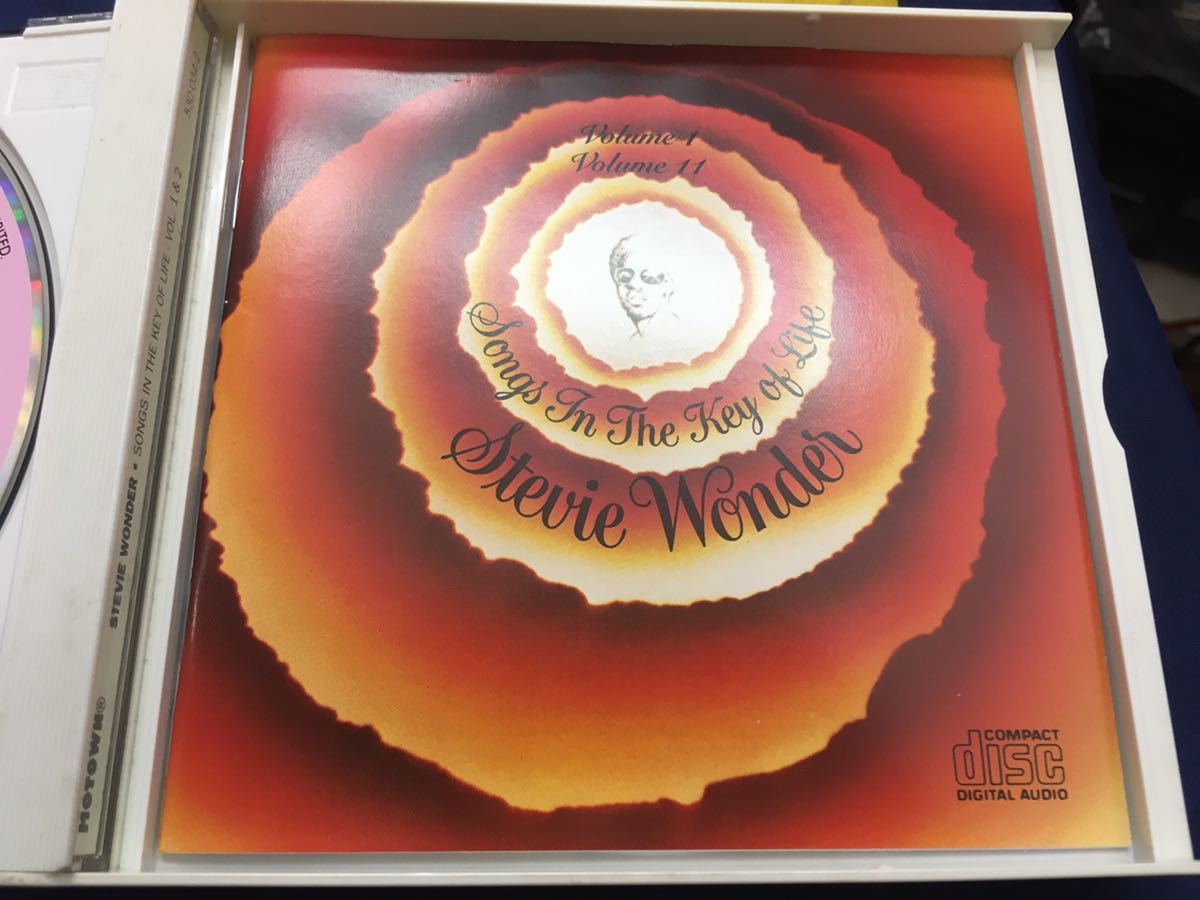 Volume 1
Volume 11
Songs In The Key of Life
Stevie Wonder
COMPACT
disc
DIGITAL AUDIO
MOTOWN® STEVIE WONDER • SONGS IN THE KEY OF LIFE VOL. 1 & 2